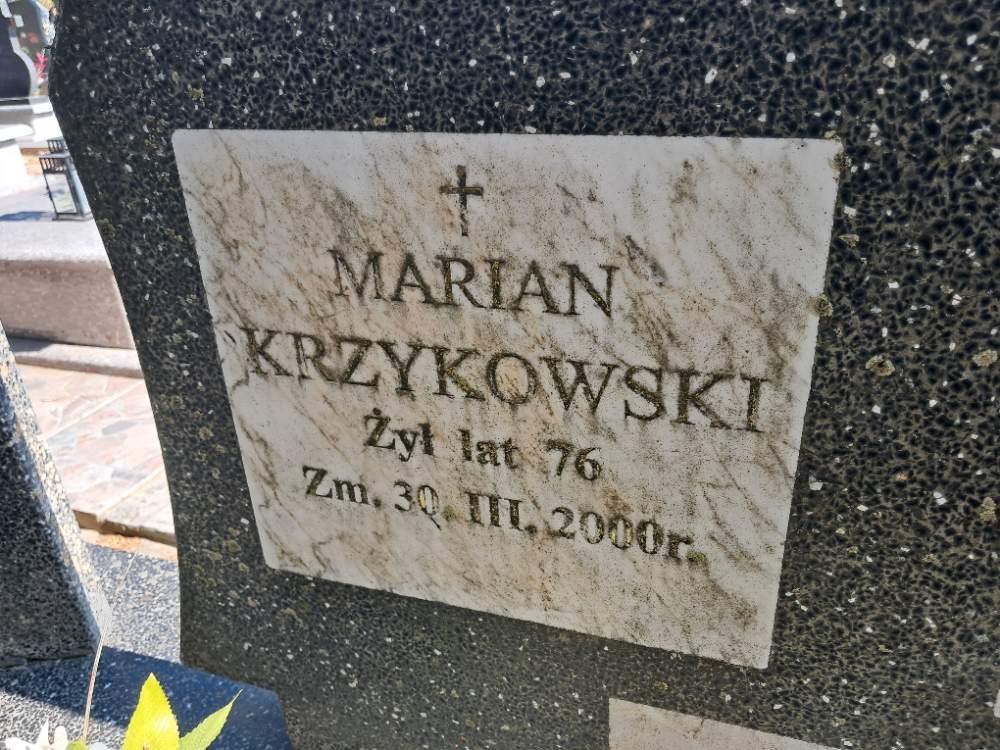 MARIAN
KRZYKOWSKI
Żył lat 76
Zm. 30. III. 2000r.